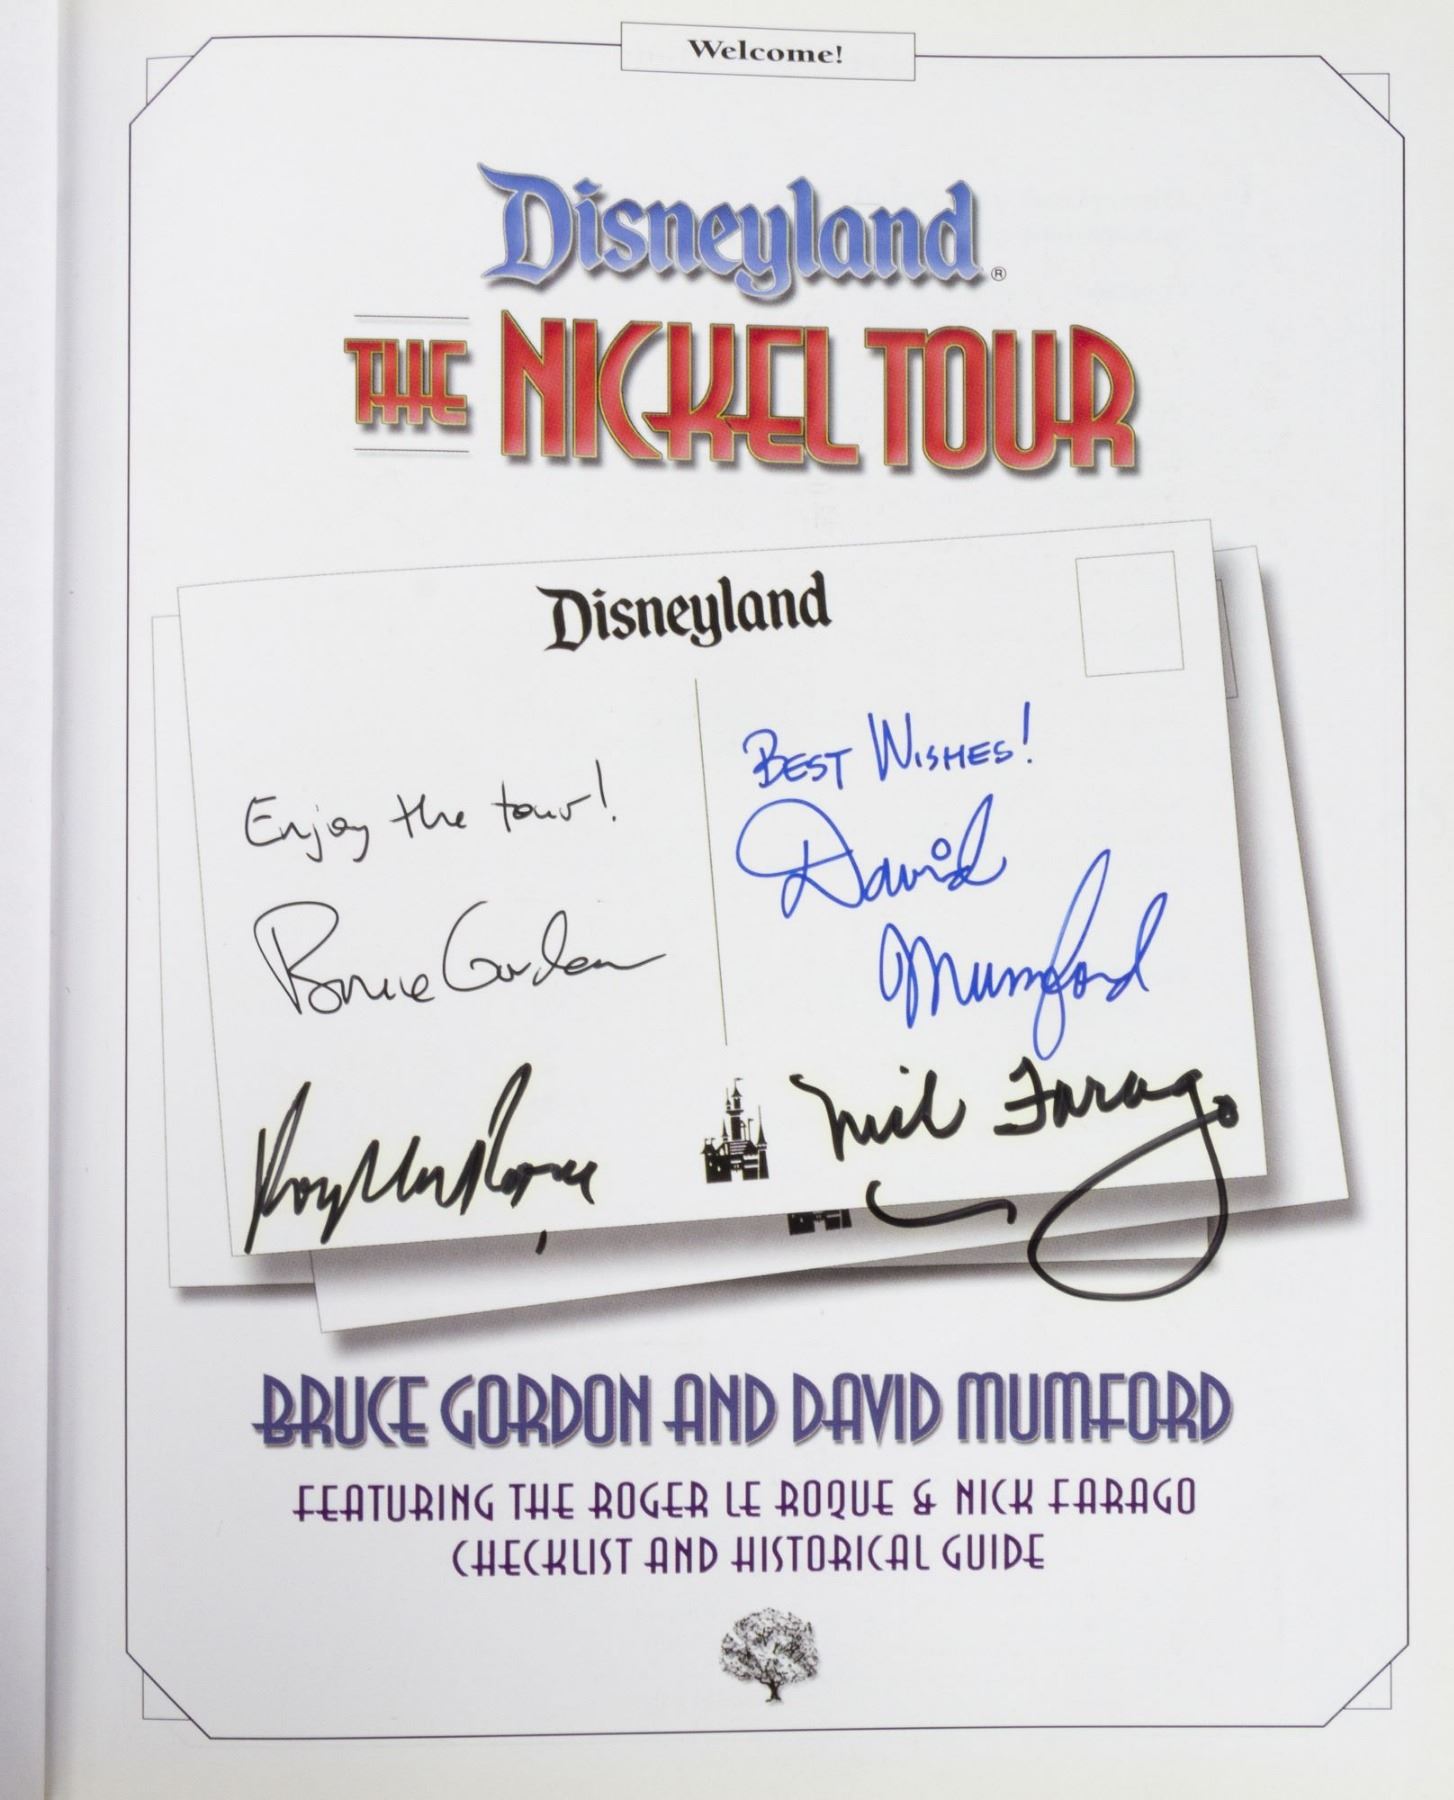 Welcome!
Disneyland®
THE NICKEL TOUR
Disneyland
Enjoy the tour!
Bruce Gordon
BEST WISHES!
David
Mumford
Nick Farago
BRUCE GORDON AND DAVID MUMFORD
FEATURING THE ROGER LE ROQUE & NICK FARAGO
CHECKLIST AND HISTORICAL GUIDE